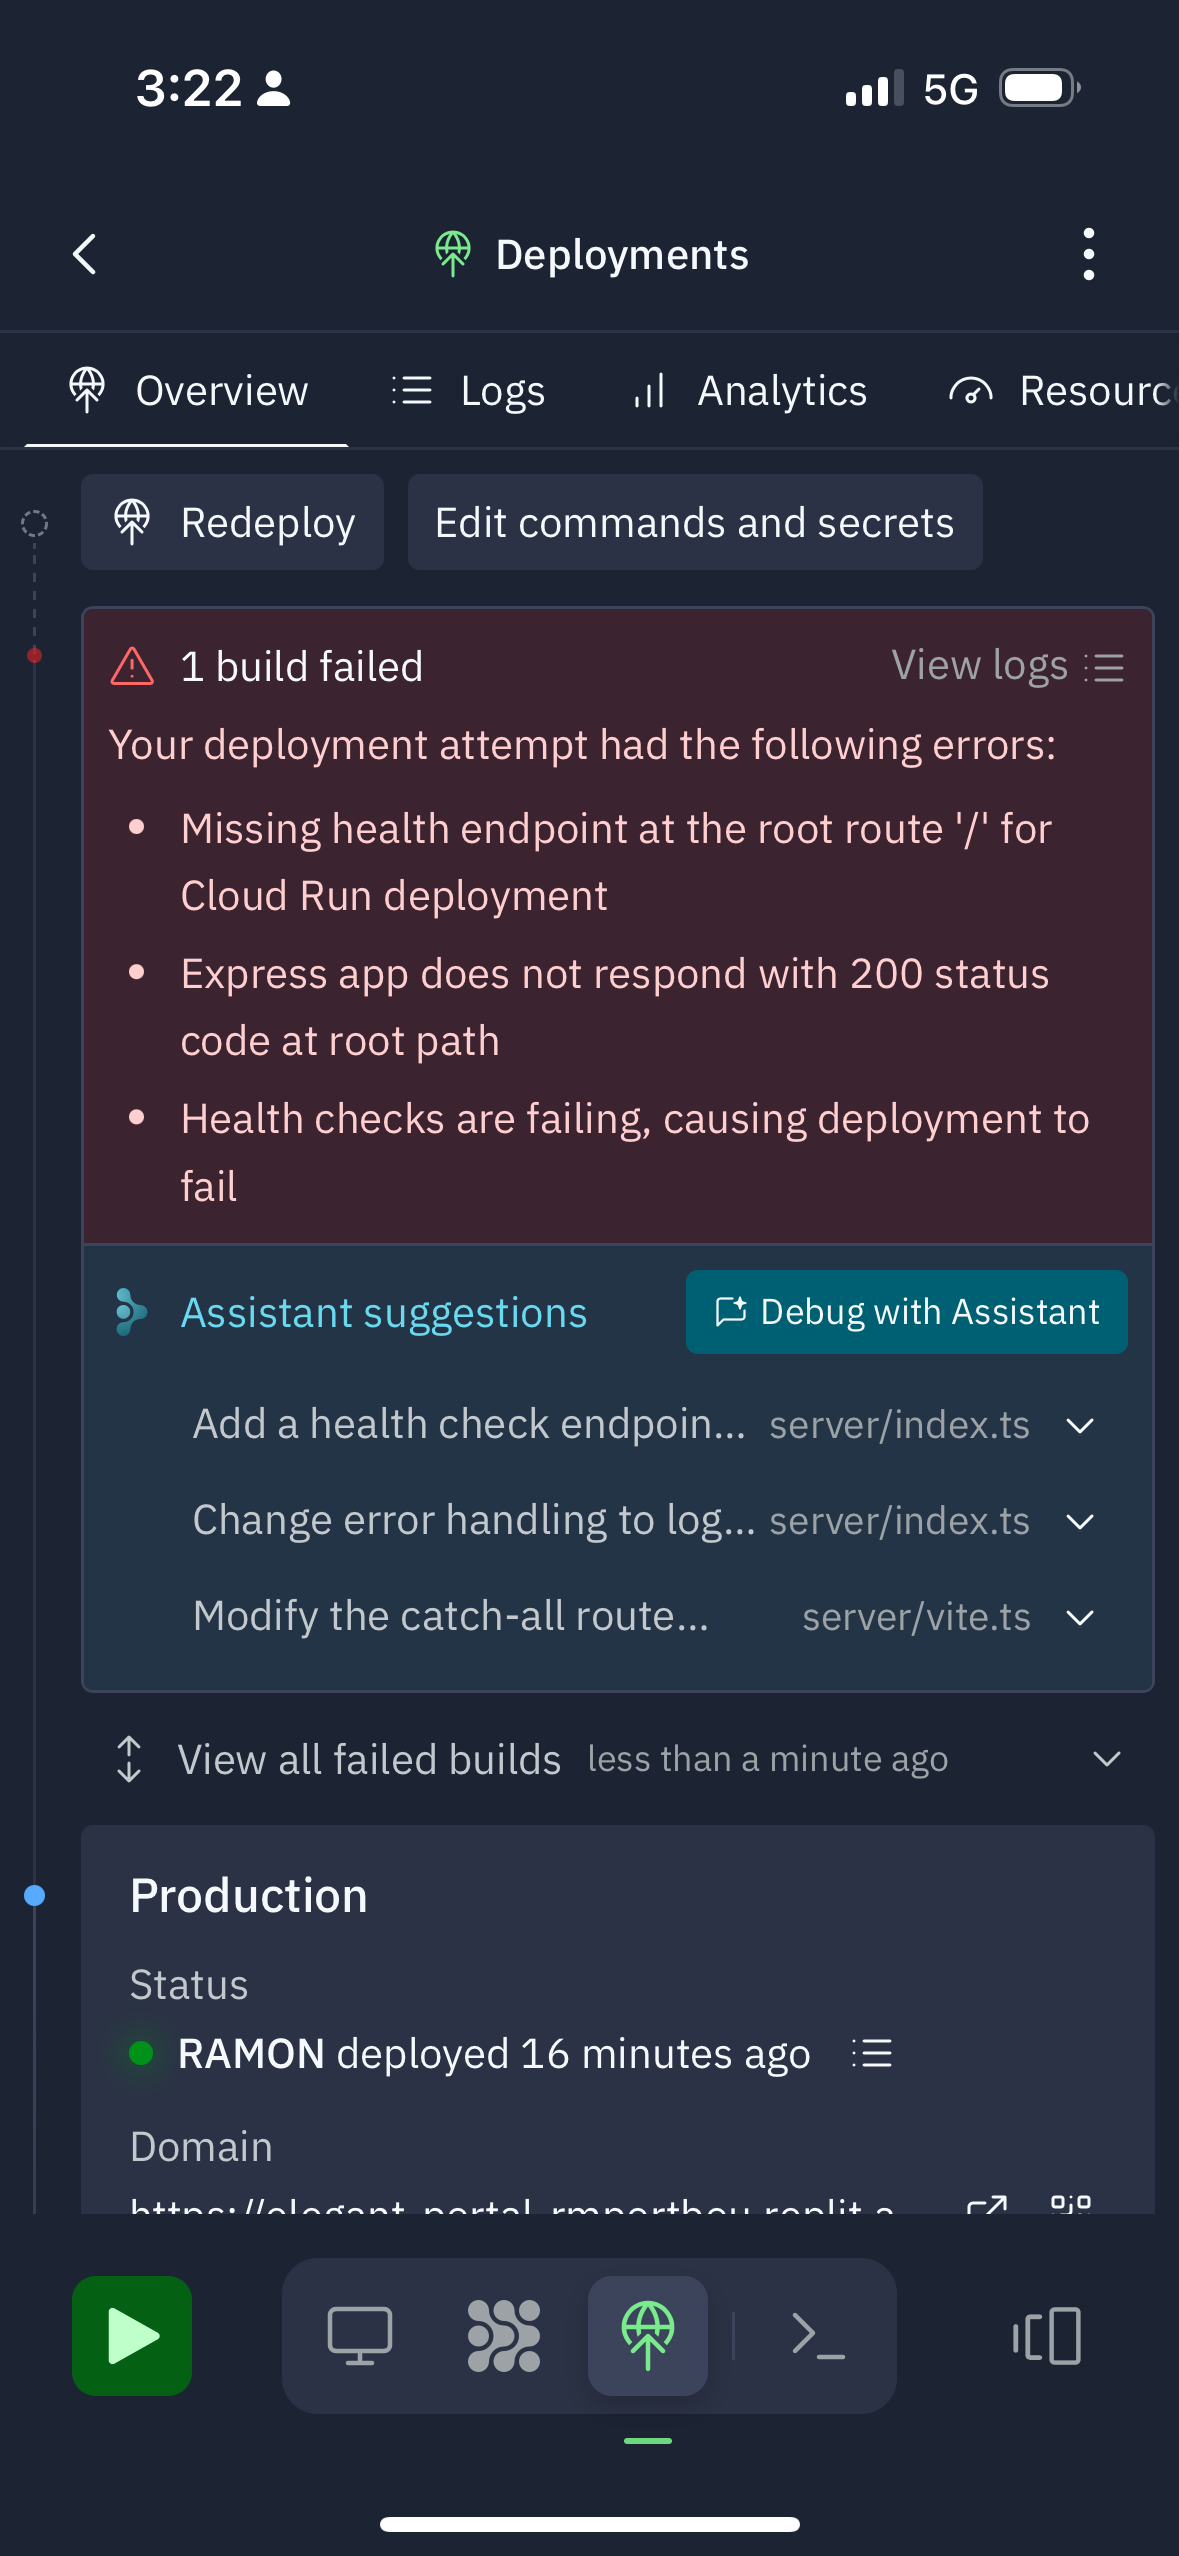 3:22
5G
Deployments
Overview
Logs
Analytics
Resourc
Redeploy
Edit commands and secrets
1 build failed
View logs
Your deployment attempt had the following errors:
Missing health endpoint at the root route '/' for
Cloud Run deployment
Express app does not respond with 200 status
code at root path
Health checks are failing, causing deployment to
fail
Assistant suggestions
Debug with Assistant
Add a health check endpoin... server/index.ts
Change error handling to log... server/index.ts
Modify the catch-all route... server/vite.ts
View all failed builds less than a minute ago
Production
Status
RAMON deployed 16 minutes ago
Domain
https://elegant-portal-rmporthou.replit.a